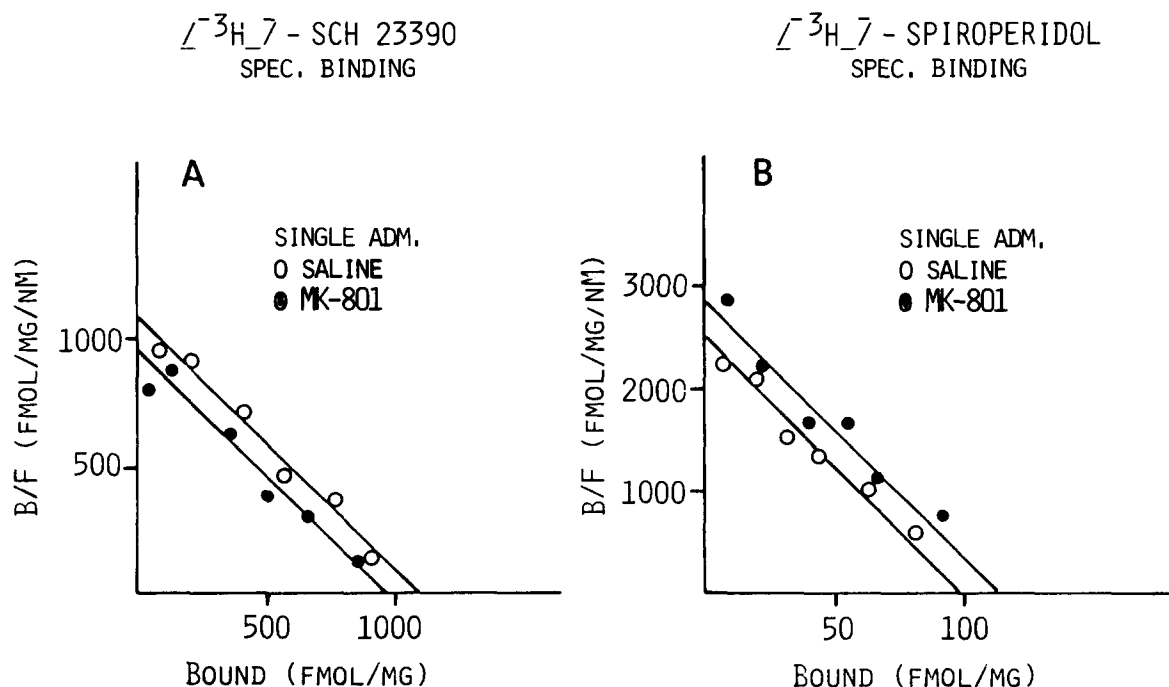 [³H] - SCH 23390
SPEC. BINDING
A
SINGLE ADM.
O SALINE
● MK-801
1000
500
B/F (FMOL/MG/NM)
500 1000
BOUND (FMOL/MG)
[³H] - SPIROPERIDOL
SPEC. BINDING
B
SINGLE ADM.
O SALINE
● MK-801
3000
2000
1000
B/F (FMOL/MG/NM)
50 100
BOUND (FMOL/MG)